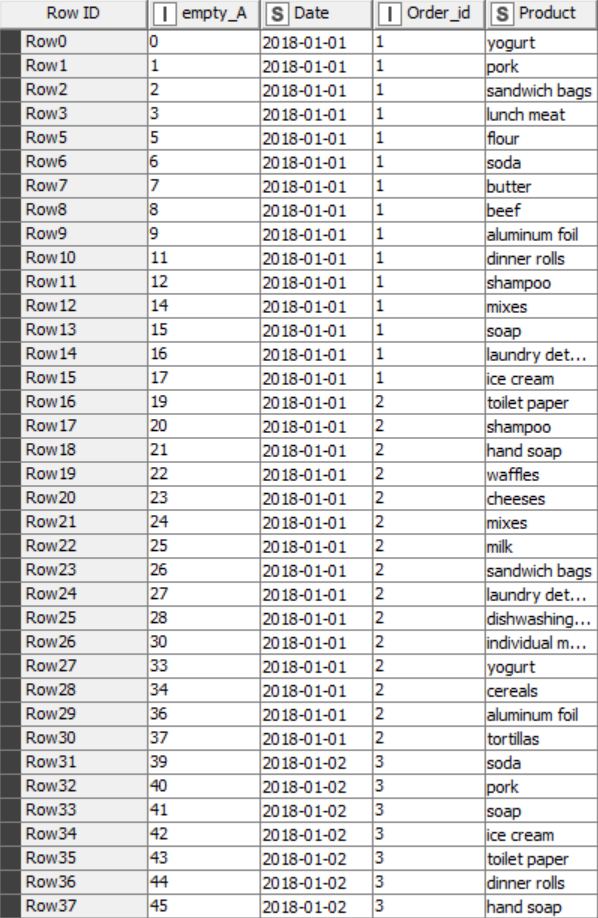 Row ID I empty_A S Date I Order_id S Product
Row0 0 2018-01-01 1 yogurt
Row1 1 2018-01-01 1 pork
Row2 2 2018-01-01 1 sandwich bags
Row3 3 2018-01-01 1 lunch meat
Row5 5 2018-01-01 1 flour
Row6 6 2018-01-01 1 soda
Row7 7 2018-01-01 1 butter
Row8 8 2018-01-01 1 beef
Row9 9 2018-01-01 1 aluminum foil
Row10 11 2018-01-01 1 dinner rolls
Row11 12 2018-01-01 1 shampoo
Row12 14 2018-01-01 1 mixes
Row13 15 2018-01-01 1 soap
Row14 16 2018-01-01 1 laundry det...
Row15 17 2018-01-01 1 ice cream
Row16 19 2018-01-01 2 toilet paper
Row17 20 2018-01-01 2 shampoo
Row18 21 2018-01-01 2 hand soap
Row19 22 2018-01-01 2 waffles
Row20 23 2018-01-01 2 cheeses
Row21 24 2018-01-01 2 mixes
Row22 25 2018-01-01 2 milk
Row23 26 2018-01-01 2 sandwich bags
Row24 27 2018-01-01 2 laundry det...
Row25 28 2018-01-01 2 dishwashing...
Row26 30 2018-01-01 2 individual m...
Row27 33 2018-01-01 2 yogurt
Row28 34 2018-01-01 2 cereals
Row29 36 2018-01-01 2 aluminum foil
Row30 37 2018-01-01 2 tortillas
Row31 39 2018-01-02 3 soda
Row32 40 2018-01-02 3 pork
Row33 41 2018-01-02 3 soap
Row34 42 2018-01-02 3 ice cream
Row35 43 2018-01-02 3 toilet paper
Row36 44 2018-01-02 3 dinner rolls
Row37 45 2018-01-02 3 hand soap